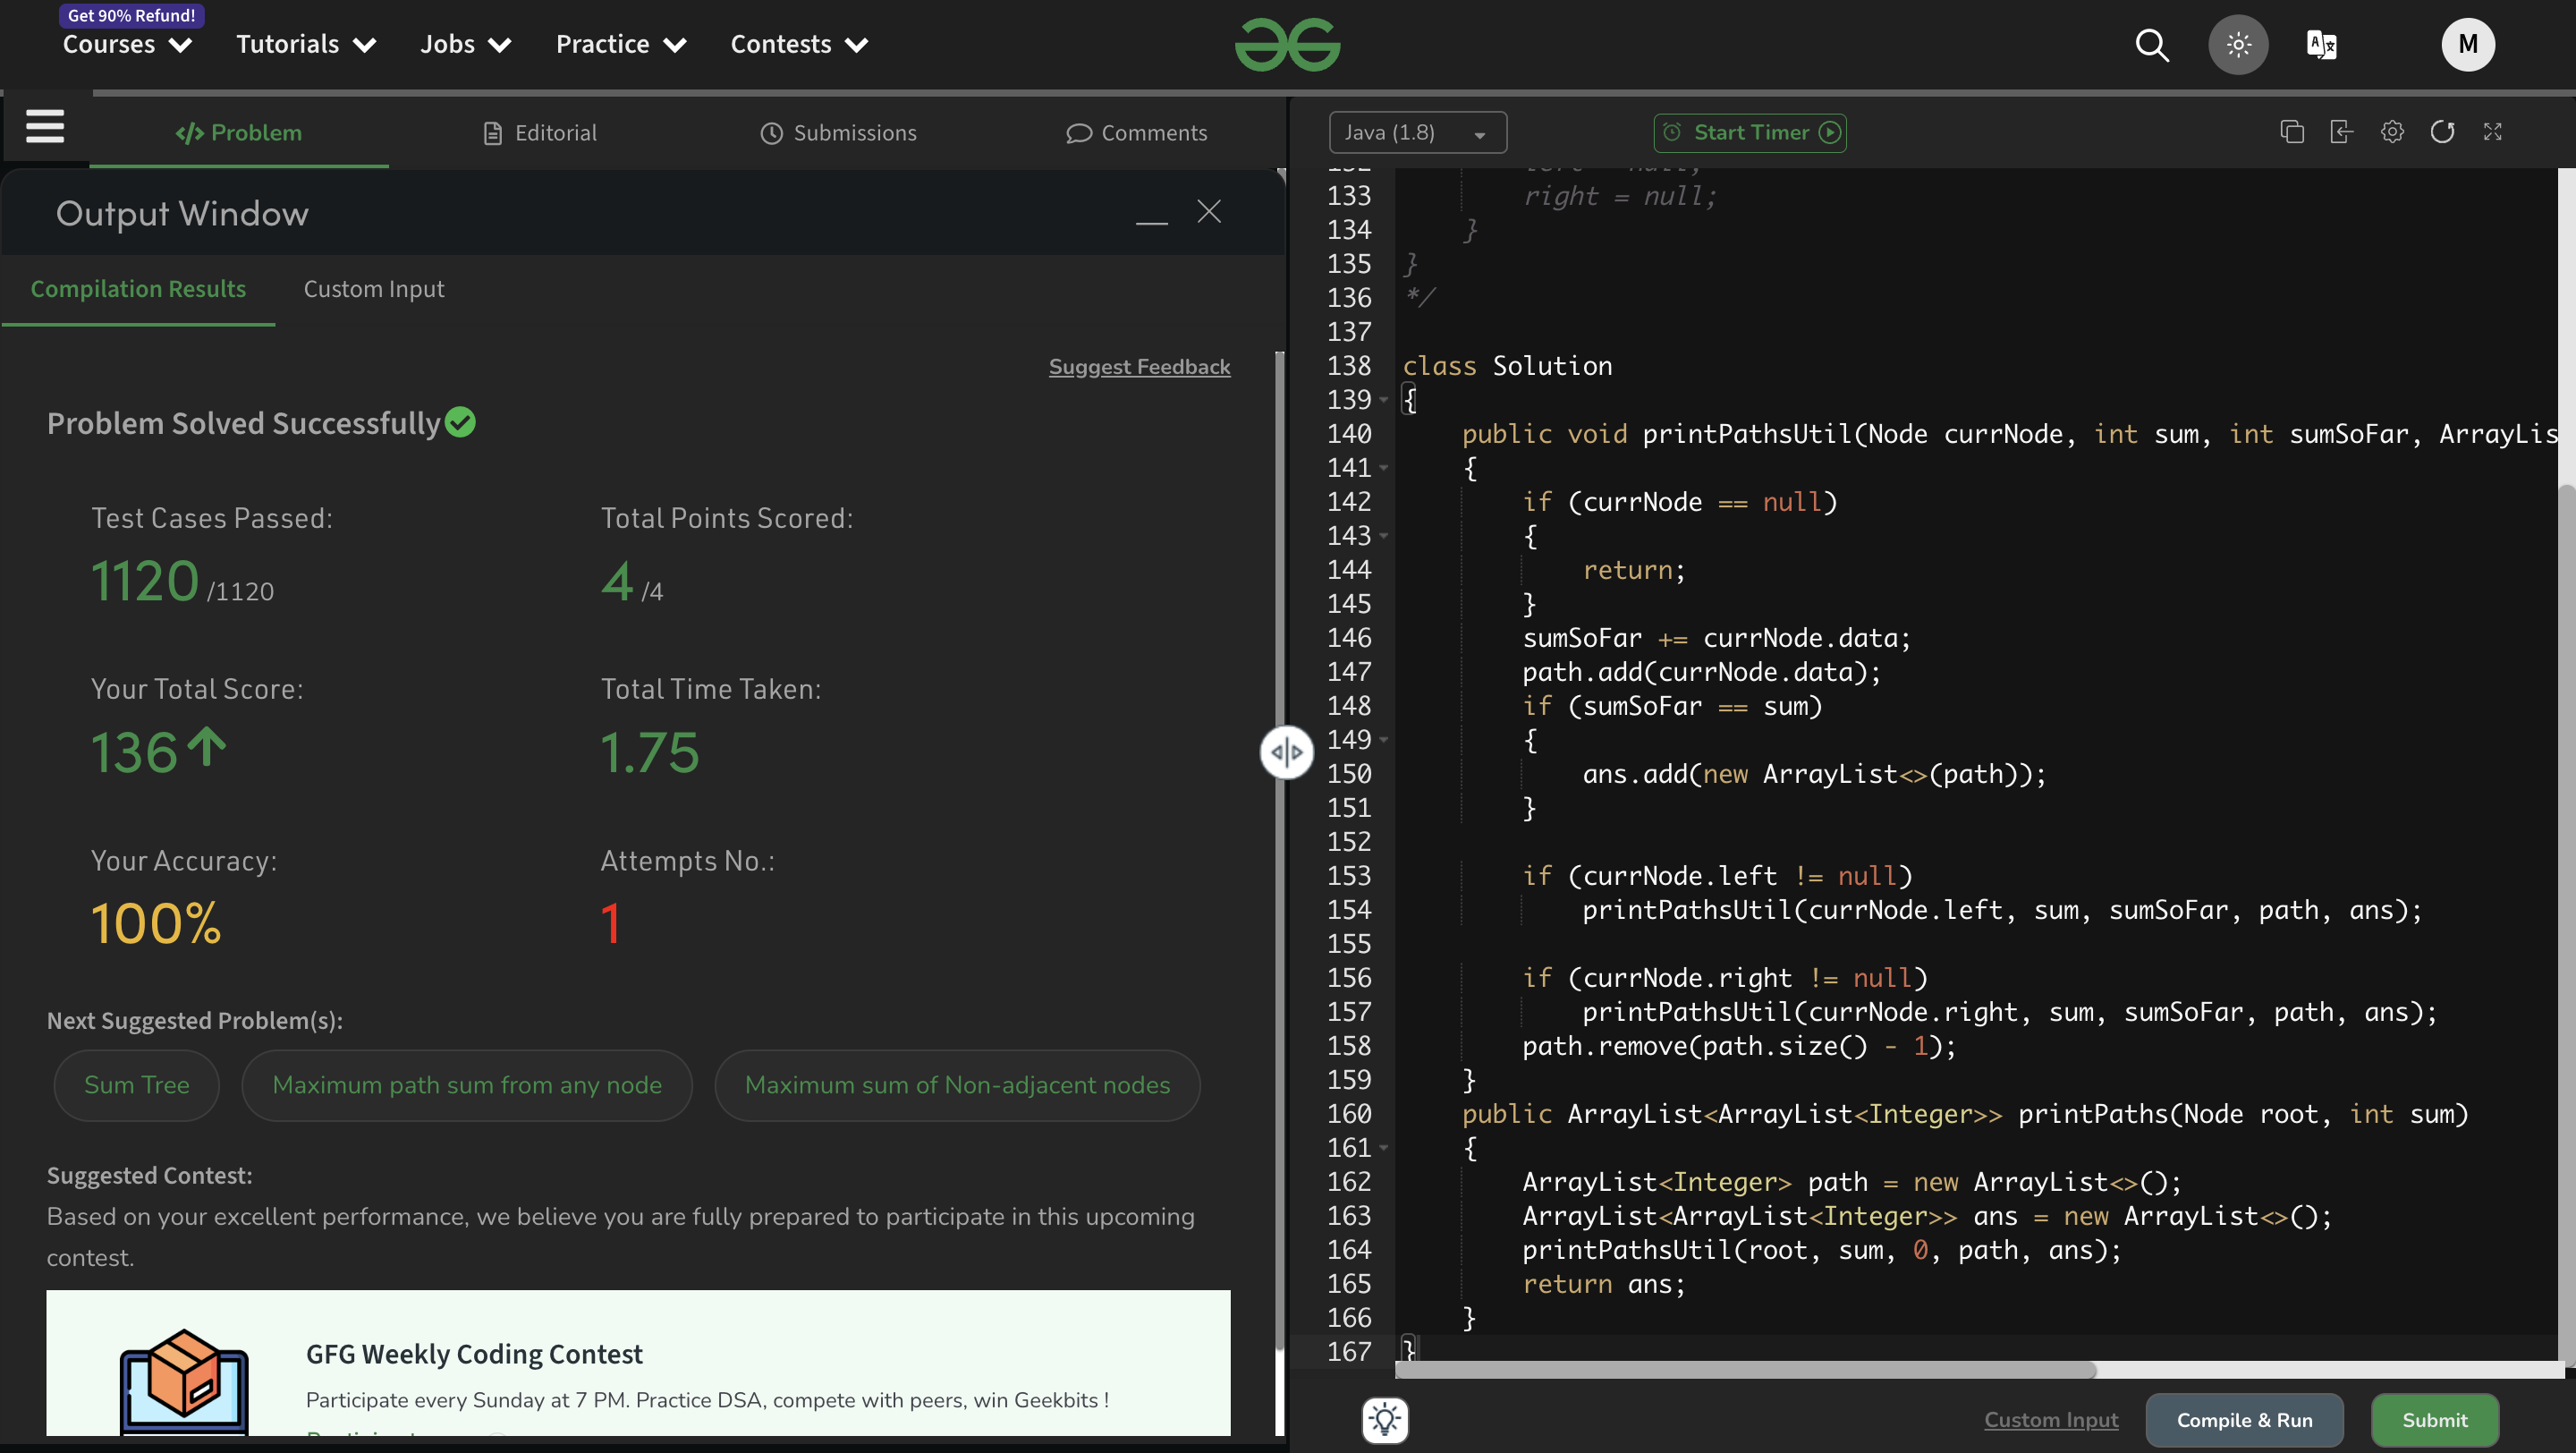 Get 90% Refund!
Courses Tutorials Jobs Practice Contests
M
Problem Editorial Submissions Comments
Output Window
Compilation Results Custom Input
Suggest Feedback
Problem Solved Successfully
Test Cases Passed: Total Points Scored:
1120 /1120 4 /4
Your Total Score: Total Time Taken:
136 1.75
Your Accuracy: Attempts No.:
100% 1
Next Suggested Problem(s):
Sum Tree Maximum path sum from any node Maximum sum of Non-adjacent nodes
Suggested Contest:
Based on your excellent performance, we believe you are fully prepared to participate in this upcoming
contest.
GFG Weekly Coding Contest
Participate every Sunday at 7 PM. Practice DSA, compete with peers, win Geekbits !
Java (1.8) Start Timer
133 right = null;
134 }
135 }
136 */
137
138 class Solution
139 {
140 public void printPathsUtil(Node currNode, int sum, int sumSoFar, ArrayLis
141 {
142 if (currNode == null)
143 {
144 return;
145 }
146 sumSoFar += currNode.data;
147 path.add(currNode.data);
148 if (sumSoFar == sum)
149 {
150 ans.add(new ArrayList<>(path));
151 }
152
153 if (currNode.left != null)
154 printPathsUtil(currNode.left, sum, sumSoFar, path, ans);
155
156 if (currNode.right != null)
157 printPathsUtil(currNode.right, sum, sumSoFar, path, ans);
158 path.remove(path.size() - 1);
159 }
160 public ArrayList<ArrayList<Integer>> printPaths(Node root, int sum)
161 {
162 ArrayList<Integer> path = new ArrayList<>();
163 ArrayList<ArrayList<Integer>> ans = new ArrayList<>();
164 printPathsUtil(root, sum, 0, path, ans);
165 return ans;
166 }
167 }
Custom Input Compile & Run Submit